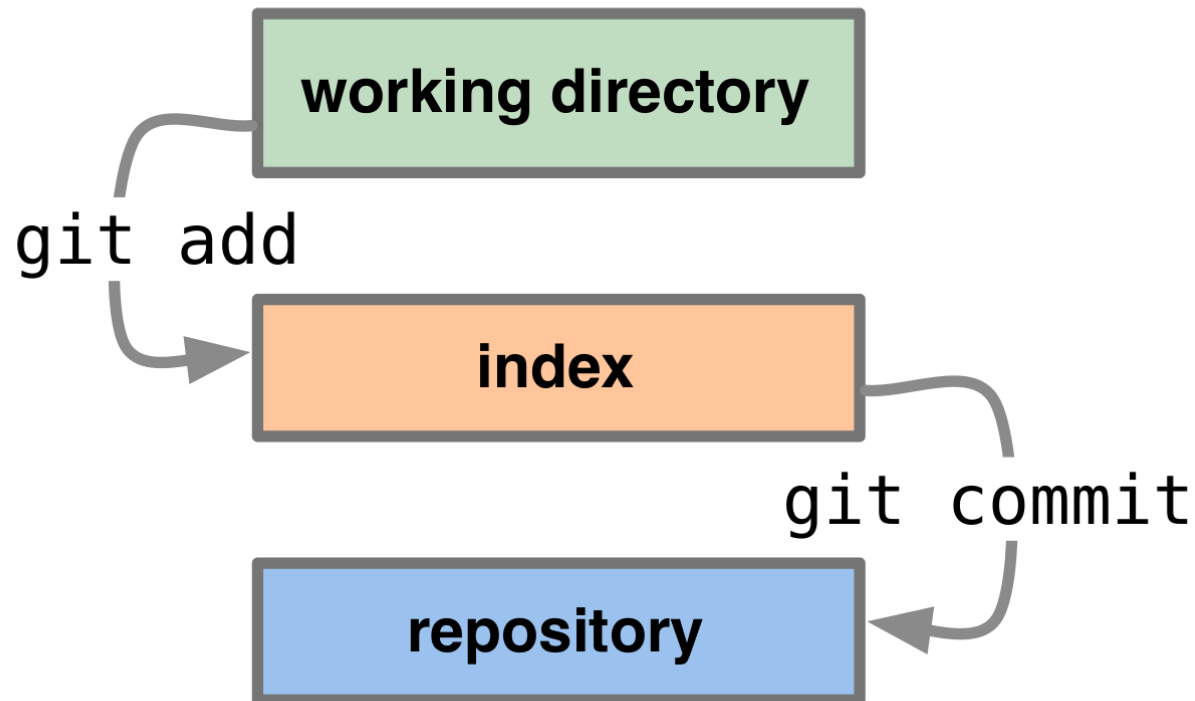 working directory
git add
index
git commit
repository